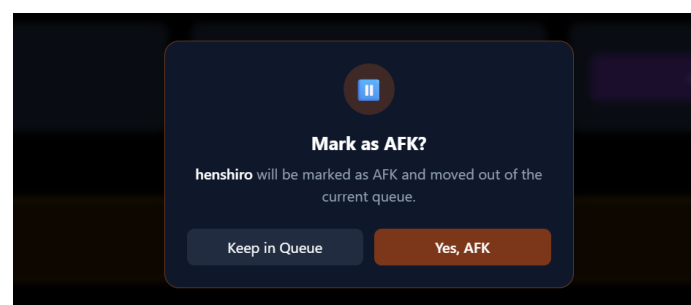 Mark as AFK?
henshiro will be marked as AFK and moved out of the
current queue.
Keep in Queue
Yes, AFK